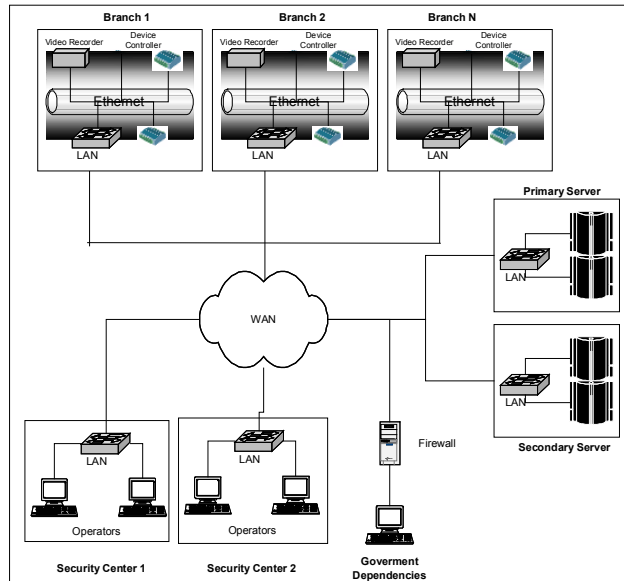 Branch 1
Branch 2
Branch N
Video Recorder
Device
Controller
Ethernet
LAN
Video Recorder
Device
Controller
Ethernet
LAN
Video Recorder
Device
Controller
Ethernet
LAN
Primary Server
LAN
WAN
LAN
Secondary Server
LAN
Operators
Security Center 1
LAN
Operators
Security Center 2
Firewall
Goverment
Dependencies